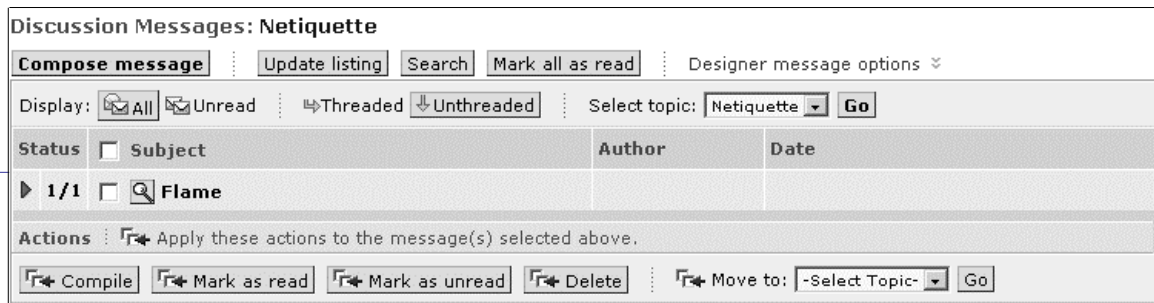 Discussion Messages: Netiquette
Compose message Update listing Search Mark all as read Designer message options
Display: All Unread Threaded Unthreaded Select topic: Netiquette Go
Status Subject Author Date
1/1 Flame
Actions Apply these actions to the message(s) selected above.
Compile Mark as read Mark as unread Delete Move to: -Select Topic- Go